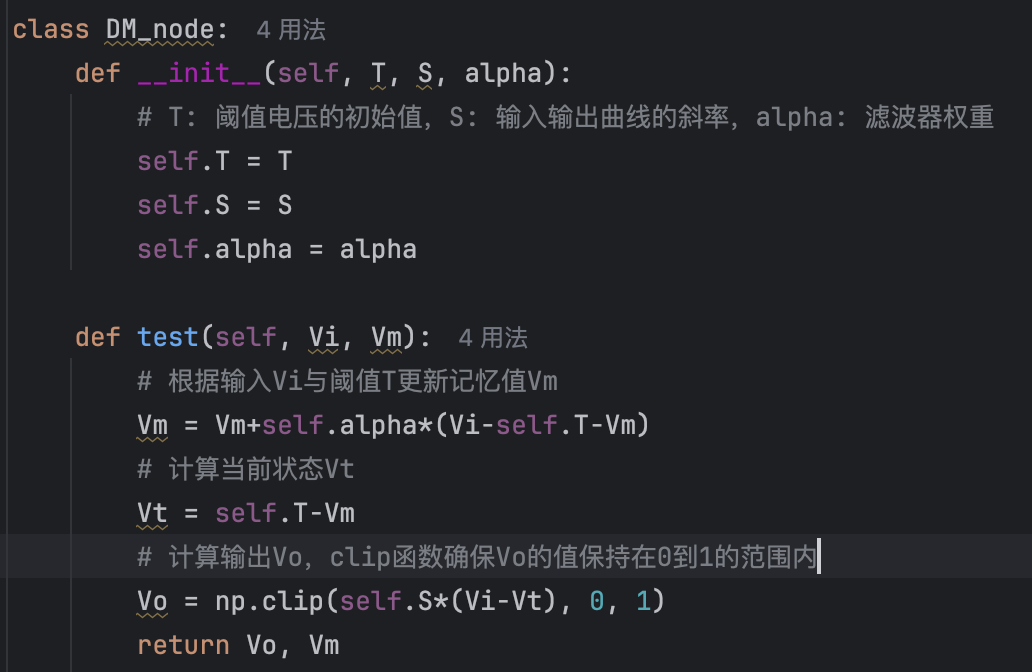 class DM_node:  4 用法
    def __init__(self, T, S, alpha):
        # T: 阈值电压的初始值，S: 输入输出曲线的斜率，alpha: 滤波器权重
        self.T = T
        self.S = S
        self.alpha = alpha
    def test(self, Vi, Vm):  4 用法
        # 根据输入Vi与阈值T更新记忆值Vm
        Vm = Vm+self.alpha*(Vi-self.T-Vm)
        # 计算当前状态Vt
        Vt = self.T-Vm
        # 计算输出Vo，clip函数确保Vo的值保持在0到1的范围内
        Vo = np.clip(self.S*(Vi-Vt), 0, 1)
        return Vo, Vm